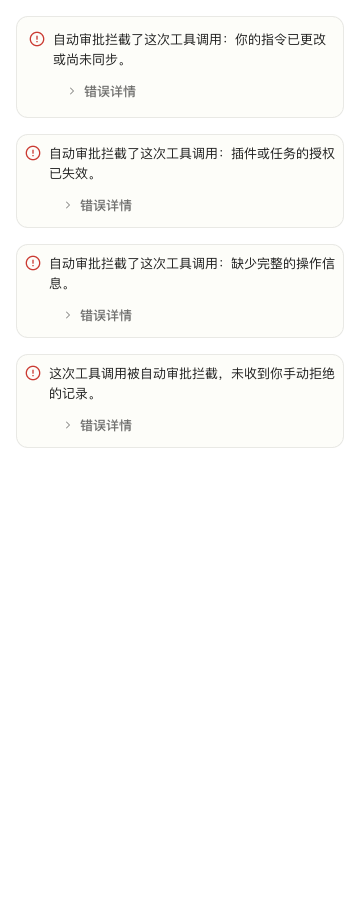 自动审批拦截了这次工具调用：你的指令已更改
或尚未同步。
错误详情
自动审批拦截了这次工具调用：插件或任务的授权
已失效。
错误详情
自动审批拦截了这次工具调用：缺少完整的操作信
息。
错误详情
这次工具调用被自动审批拦截，未收到你手动拒绝
的记录。
错误详情